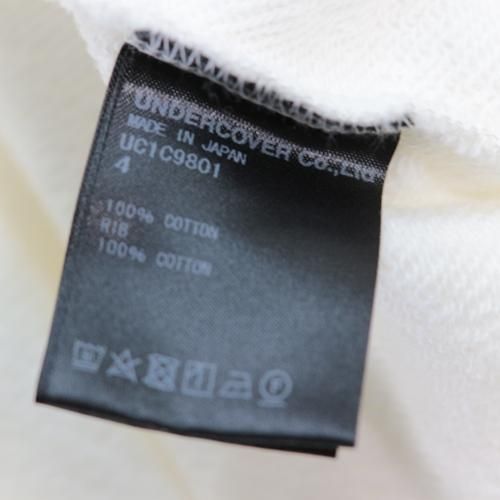 UNDERCOVER Co.,Ltd
MADE IN JAPAN
UC1C9801
4
100% COTTON
RIB
100% COTTON